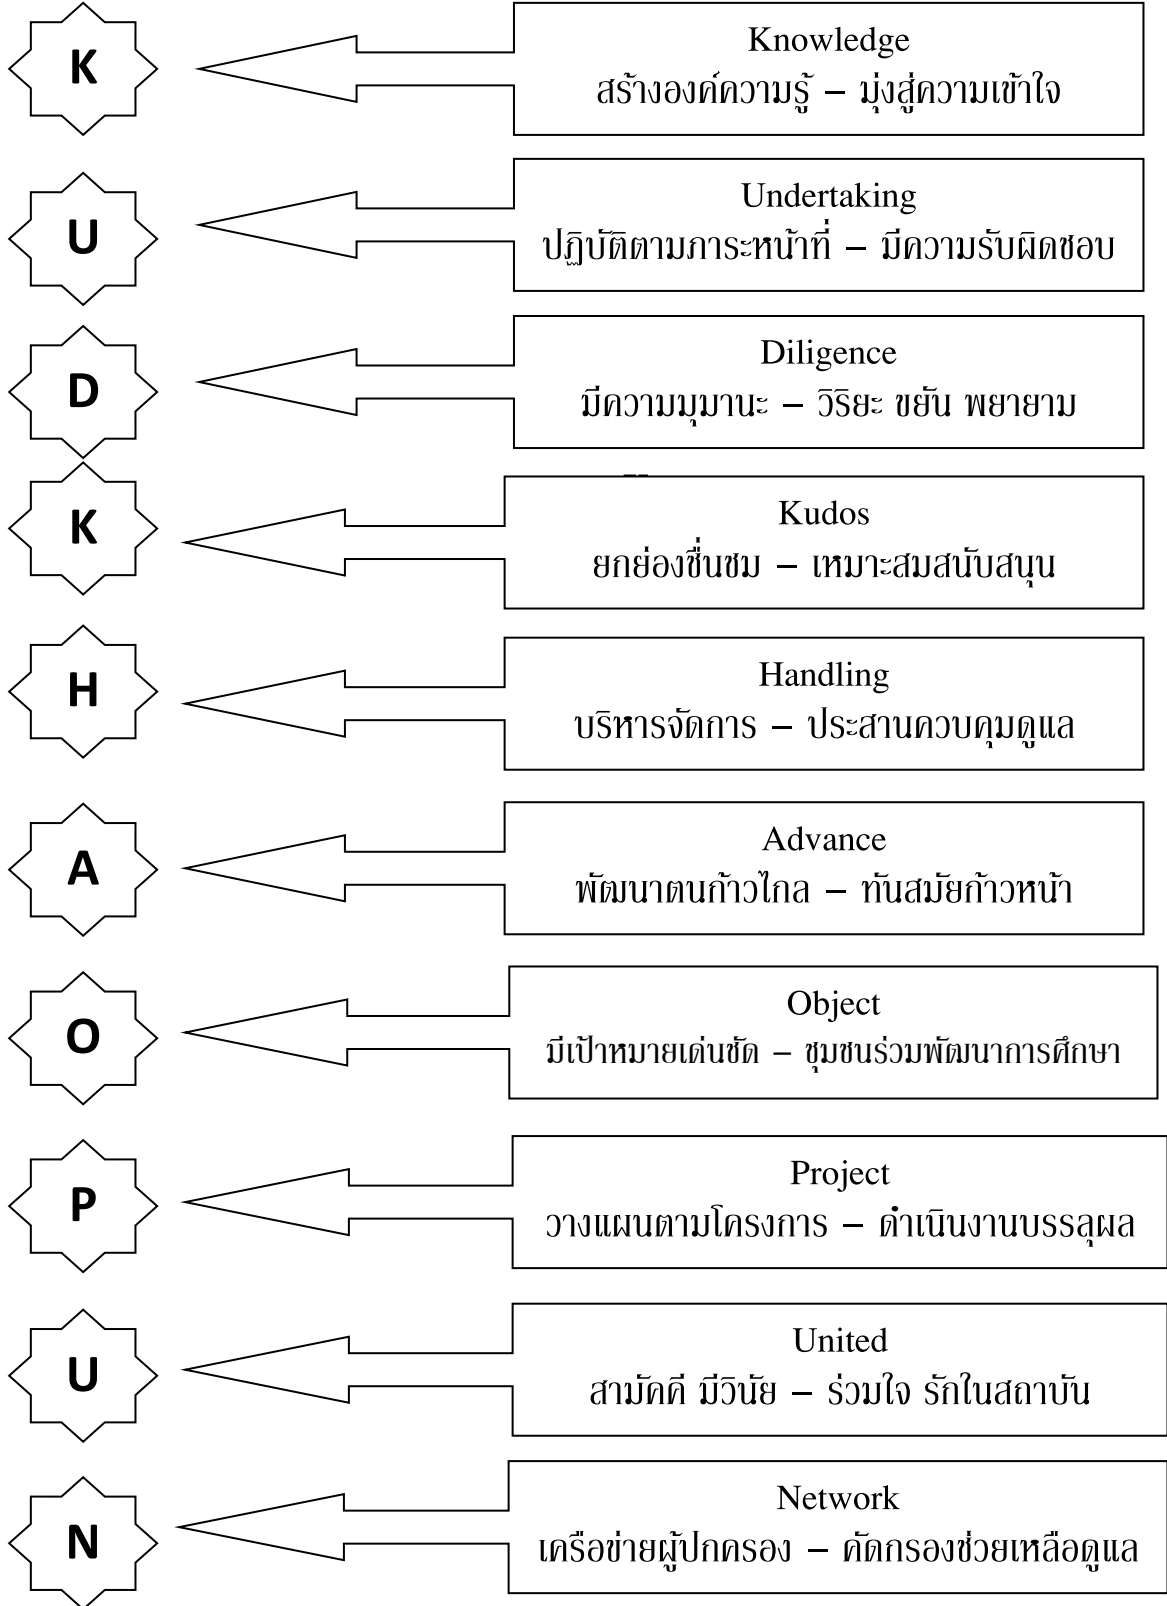 K
Knowledge
สร้างองค์ความรู้ – มุ่งสู่ความเข้าใจ
U
Undertaking
ปฏิบัติตามภาระหน้าที่ – มีความรับผิดชอบ
D
Diligence
มีความมุมานะ – วิริยะ ขยัน พยายาม
K
Kudos
ยกย่องชื่นชม – เหมาะสมสนับสนุน
H
Handling
บริหารจัดการ – ประสานควบคุมดูแล
A
Advance
พัฒนาตนก้าวไกล – ทันสมัยก้าวหน้า
O
Object
มีเป้าหมายเด่นชัด – ชุมชนร่วมพัฒนาการศึกษา
P
Project
วางแผนตามโครงการ – ดำเนินงานบรรลุผล
U
United
สามัคคี มีวินัย – ร่วมใจ รักในสถาบัน
N
Network
เครือข่ายผู้ปกครอง – คัดกรองช่วยเหลือดูแล